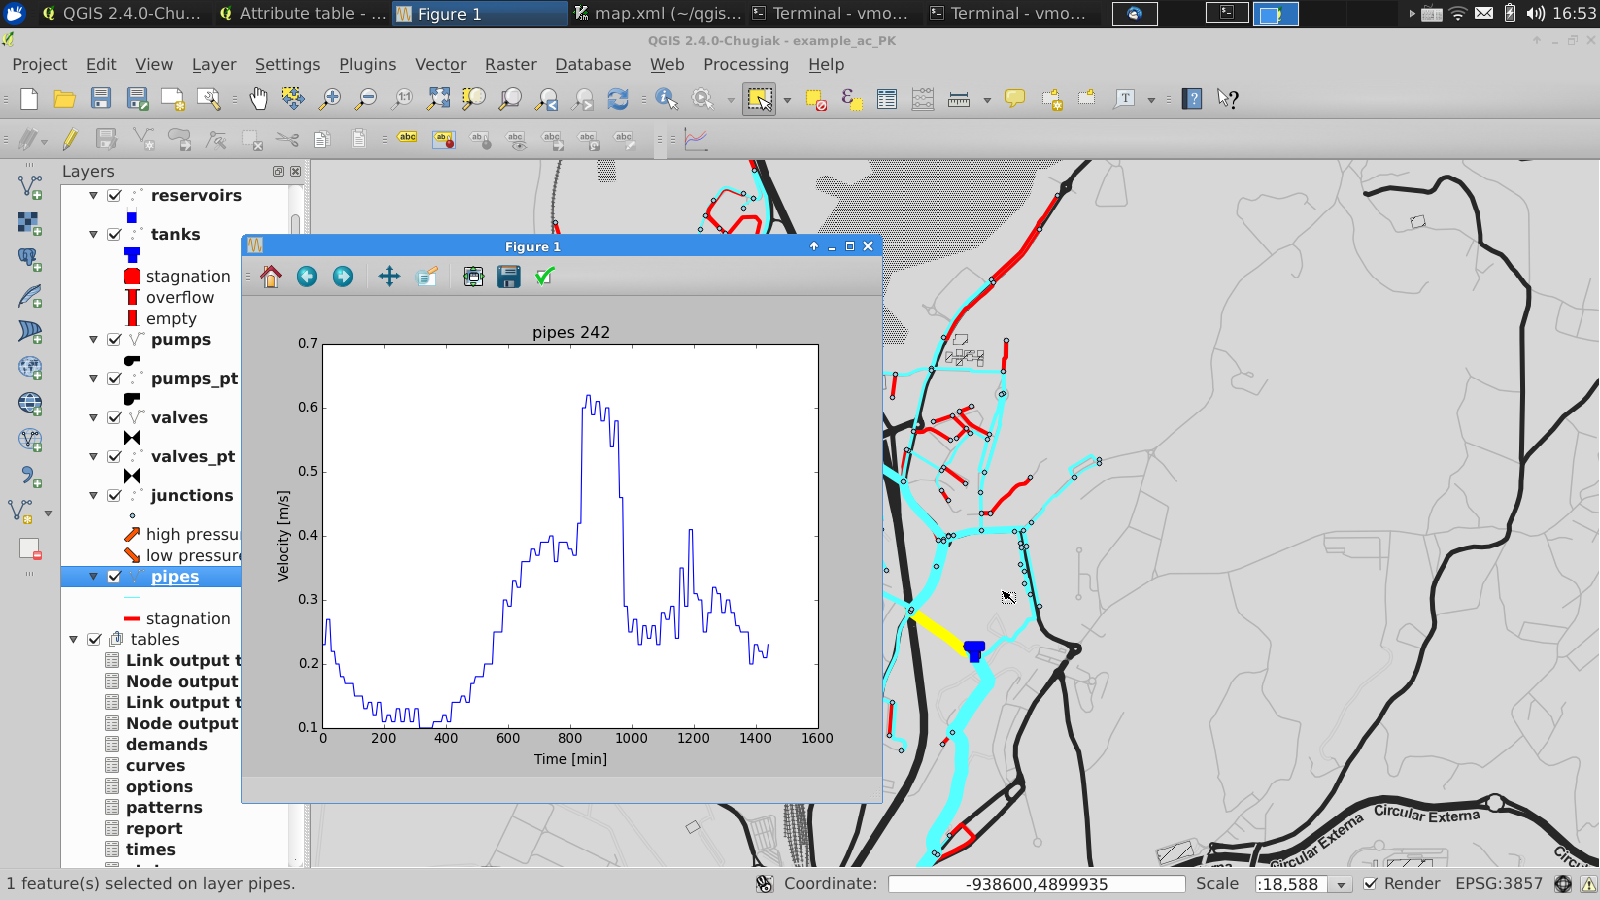 QGIS 2.4.0-Chu...
Attribute table - ...
Figure 1
map.xml (~/qgis...
Terminal - vmo...
Terminal - vmo...
16:53
QGIS 2.4.0-Chugiak - example_ac_PK
Project Edit View Layer Settings Plugins Vector Raster Database Web Processing Help
Layers
reservoirs
tanks
stagnation
overflow
empty
pumps
pumps_pt
valves
valves_pt
junctions
high pressur
low pressure
pipes
stagnation
tables
Link output t
Node output
Link output t
Node output
demands
curves
options
patterns
report
times
Figure 1
pipes 242
0.7
0.6
0.5
0.4
0.3
0.2
0.1
Velocity [m/s]
0 200 400 600 800 1000 1200 1400 1600
Time [min]
Circular Externa
Circular Externa
1 feature(s) selected on layer pipes.
Coordinate: -938600,4899935
Scale :18,588
Render
EPSG:3857